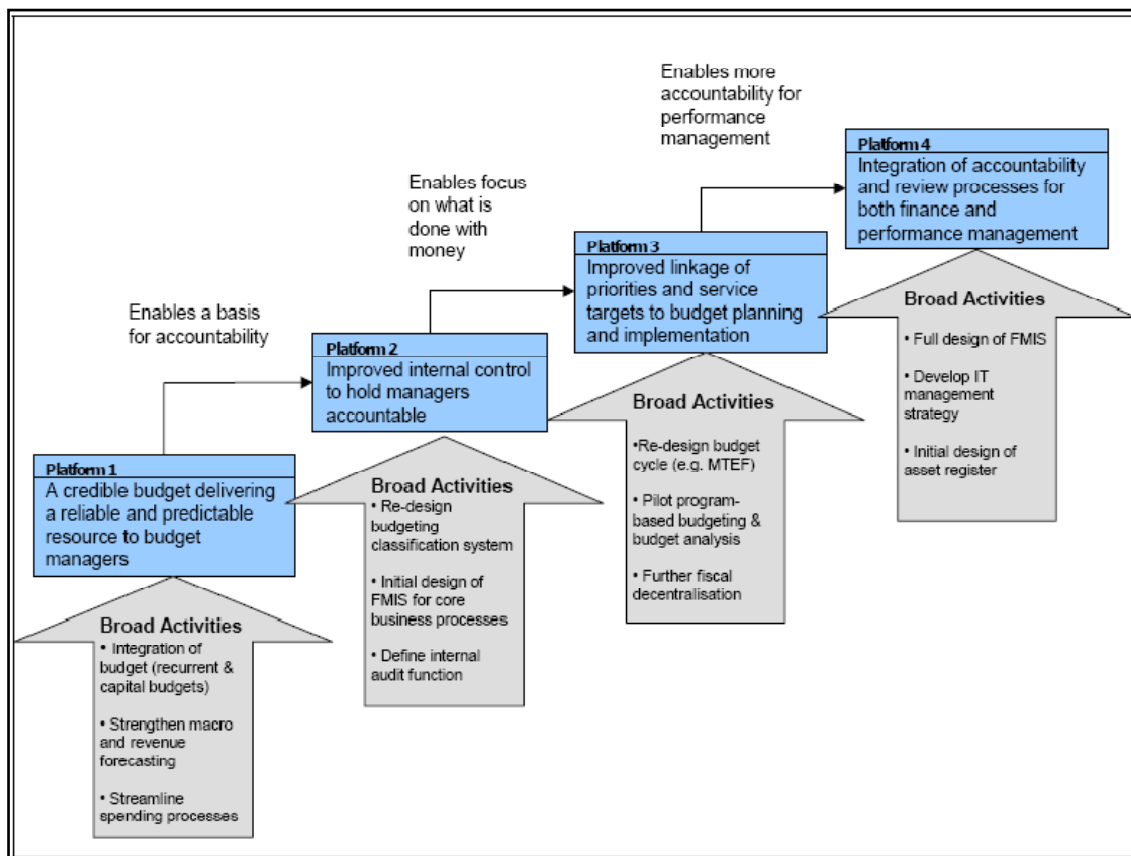 Platform 1
A credible budget delivering
a reliable and predictable
resource to budget
managers
Broad Activities
• Integration of
budget (recurrent &
capital budgets)
• Strengthen macro
and revenue
forecasting
• Streamline
spending processes
Enables a basis
for accountability
Platform 2
Improved internal control
to hold managers
accountable
Broad Activities
• Re-design
budgeting
classification system
• Initial design of
FMIS for core
business processes
• Define internal
audit function
Enables focus
on what is
done with
money
Platform 3
Improved linkage of
priorities and service
targets to budget planning
and implementation
Broad Activities
•Re-design budget
cycle (e.g. MTEF)
• Pilot program-
based budgeting &
budget analysis
• Further fiscal
decentralisation
Enables more
accountability for
performance
management
Platform 4
Integration of accountability
and review processes for
both finance and
performance management
Broad Activities
• Full design of FMIS
• Develop IT
management
strategy
• Initial design of
asset register